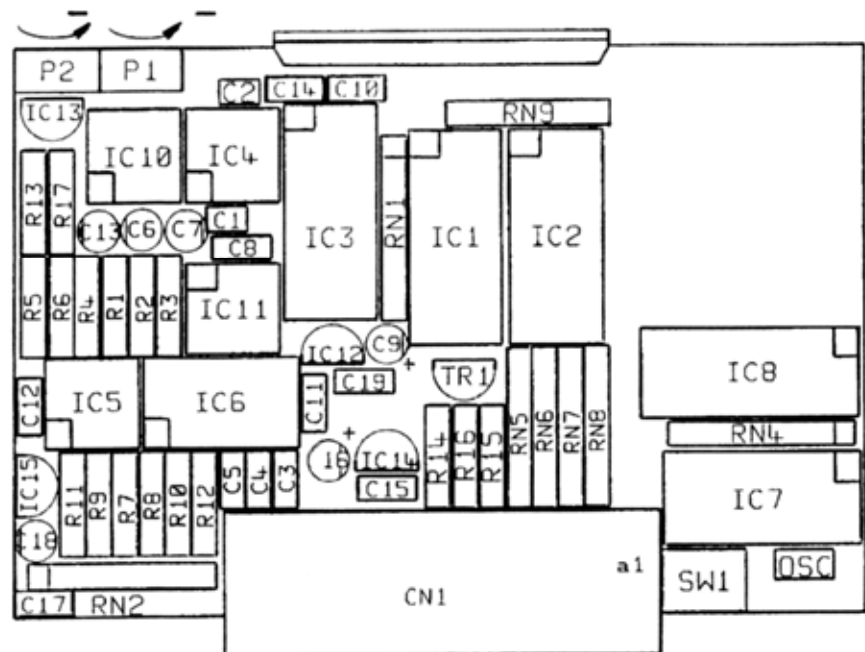 P2 P1
C2 C14 C10
IC13 RN9
IC10 IC4
R13 R17 C13 C6 C7 C1 IC3 RN1 IC1 IC2
C8
R5 R6 R4 R1 R2 R3 IC11
IC12 C9
+
C12 IC5 IC6 C11 C19 TR1 IC8
RN5 RN6 RN7 RN8
RN4
+
IC15 R11 R9 R7 R8 R10 R12 C5 C4 C3 16 IC14 R14 R16 R15
C15 IC7
C18
a1 SW1 OSC
C17 RN2 CN1